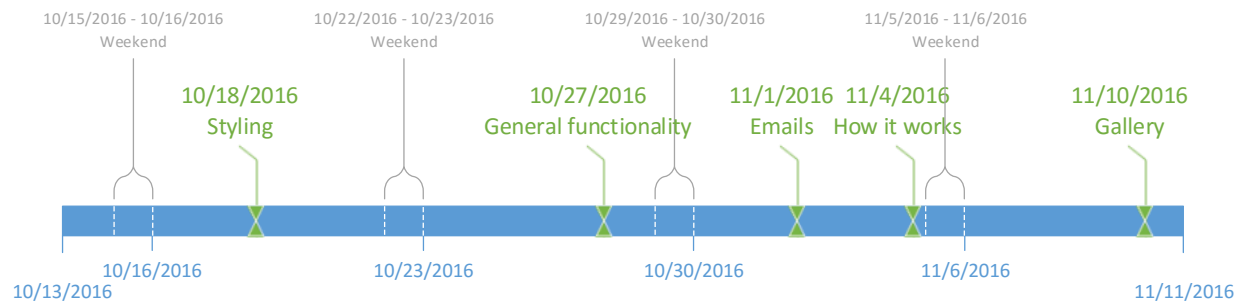 10/15/2016 - 10/16/2016
Weekend
10/22/2016 - 10/23/2016
Weekend
10/29/2016 - 10/30/2016
Weekend
11/5/2016 - 11/6/2016
Weekend
10/18/2016
Styling
10/27/2016
General functionality
11/1/2016
Emails
11/4/2016
How it works
11/10/2016
Gallery
10/16/2016
10/23/2016
10/30/2016
11/6/2016
10/13/2016
11/11/2016